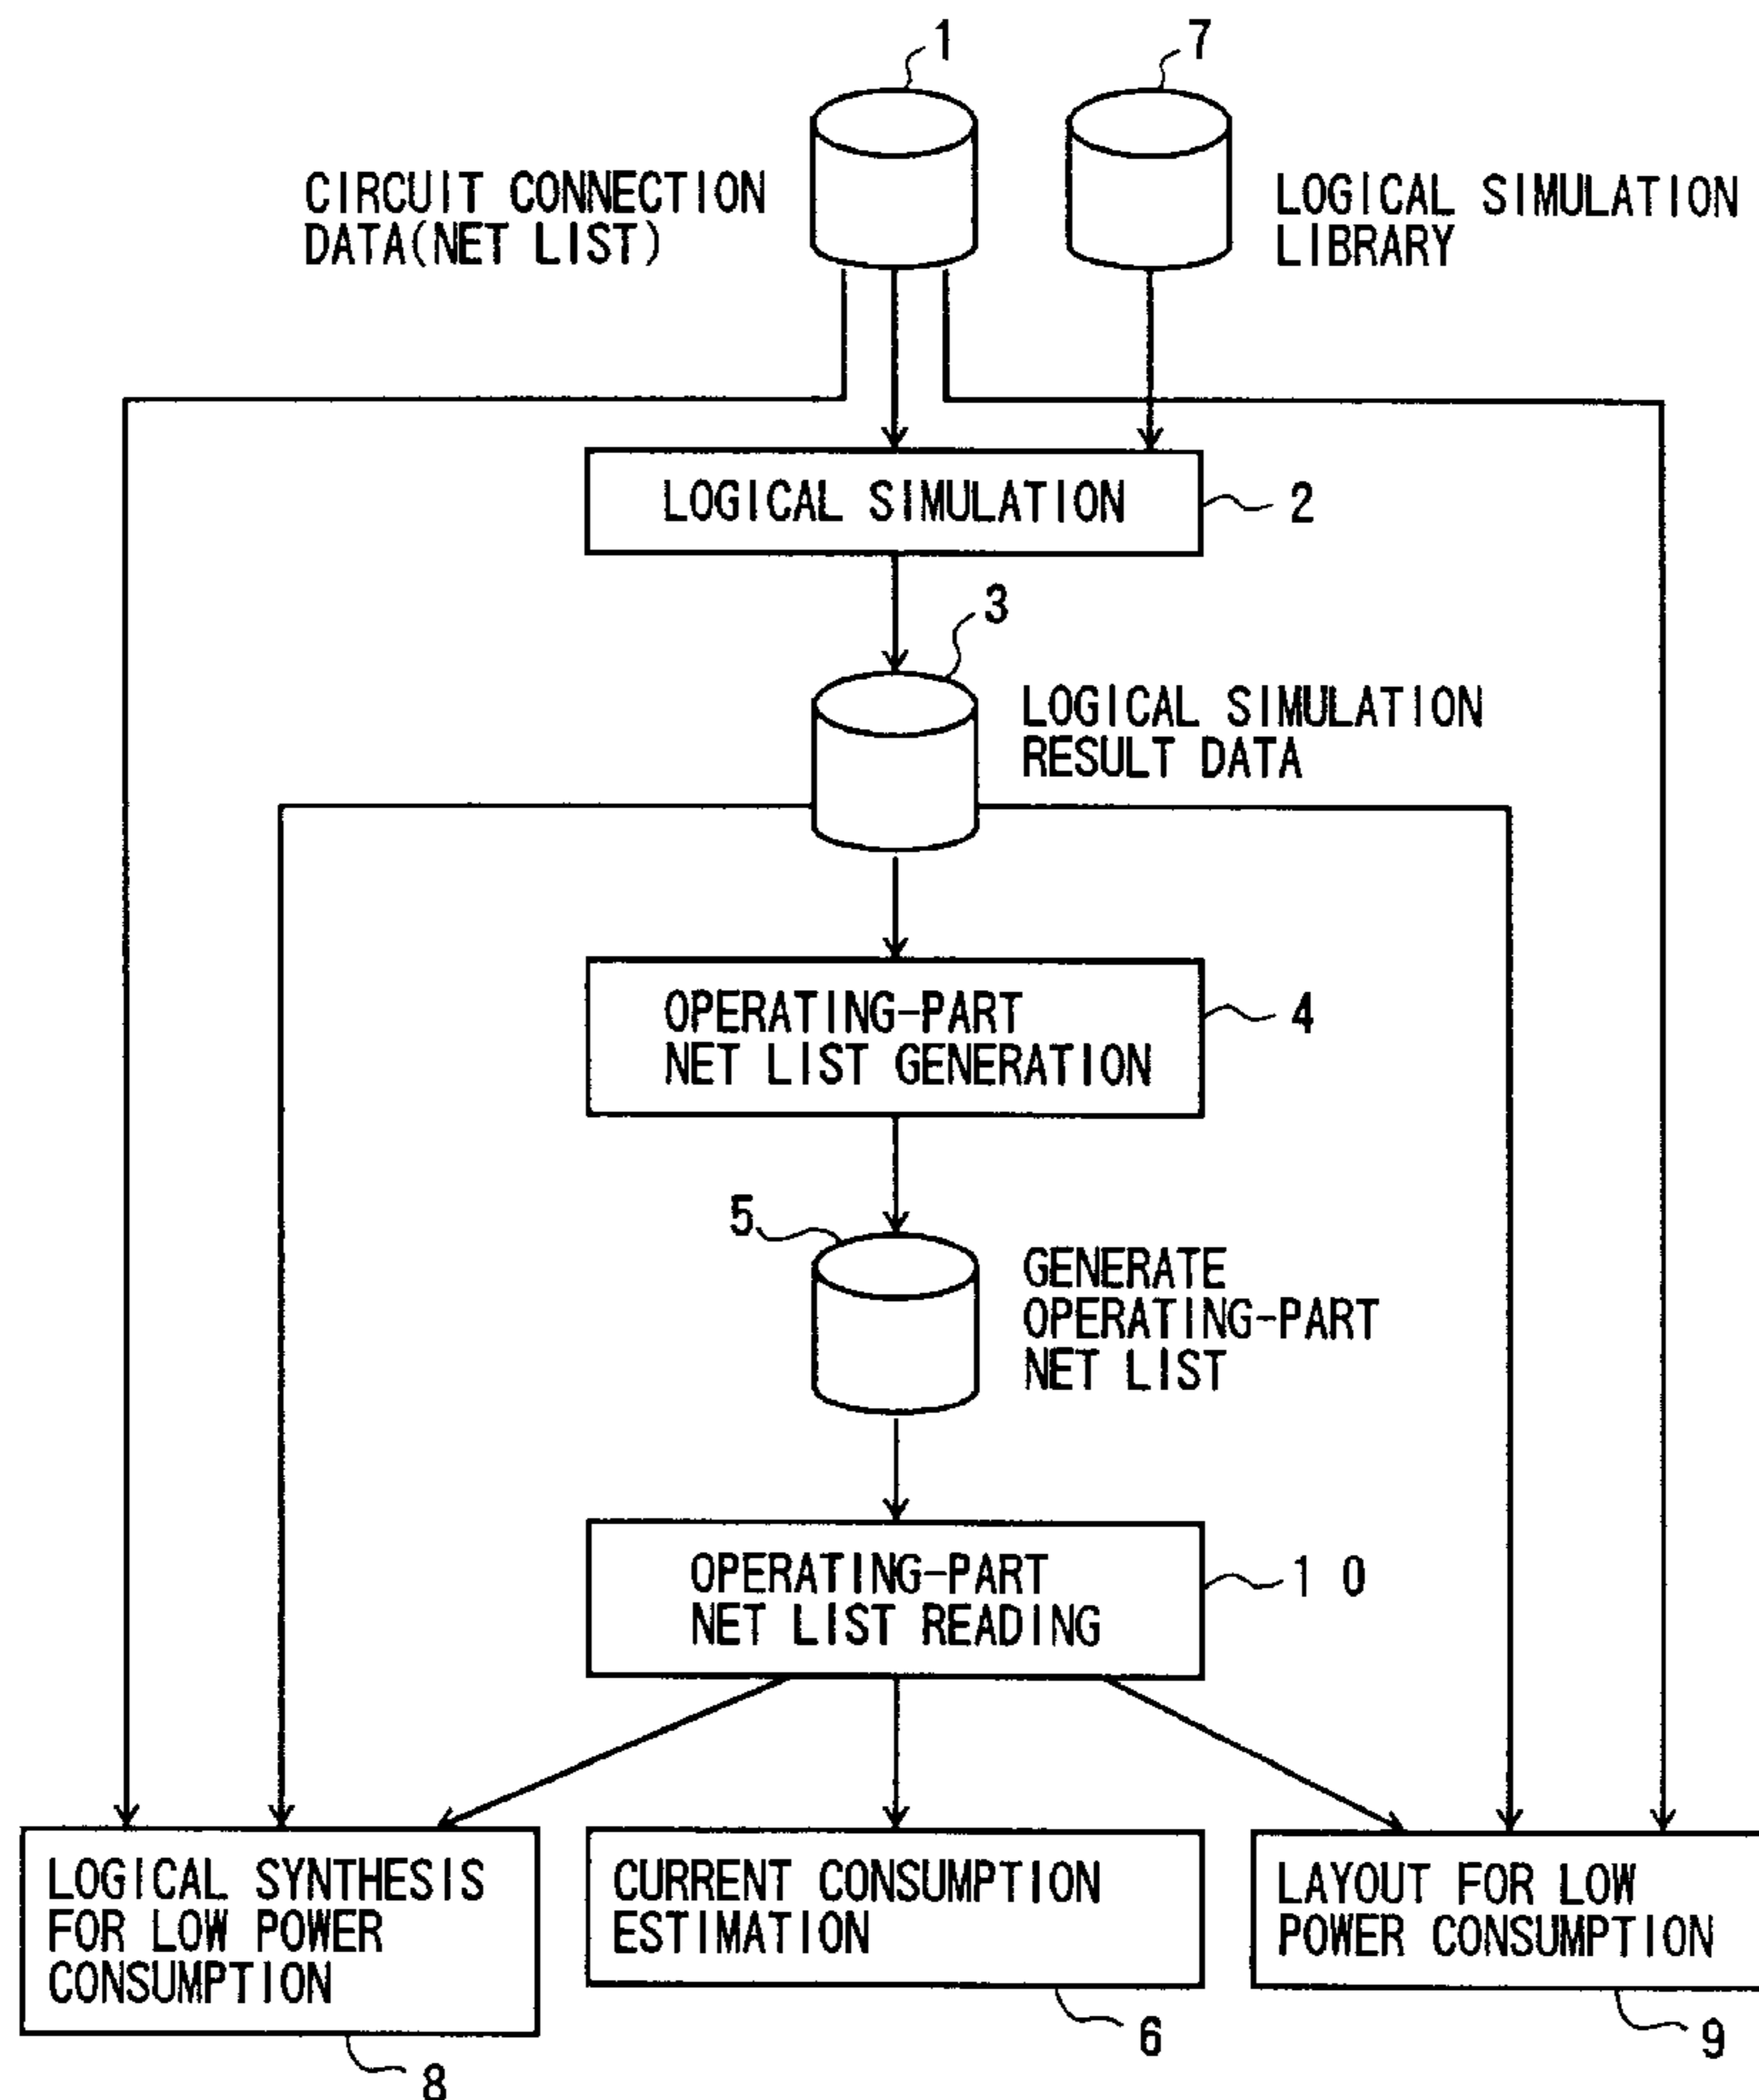 1
7
CIRCUIT CONNECTION
DATA(NET LIST)
LOGICAL SIMULATION
LIBRARY
LOGICAL SIMULATION
2
3
LOGICAL SIMULATION
RESULT DATA
OPERATING-PART
NET LIST GENERATION
4
5
GENERATE
OPERATING-PART
NET LIST
OPERATING-PART
NET LIST READING
1 0
LOGICAL SYNTHESIS
FOR LOW POWER
CONSUMPTION
CURRENT CONSUMPTION
ESTIMATION
LAYOUT FOR LOW
POWER CONSUMPTION
8
6
9